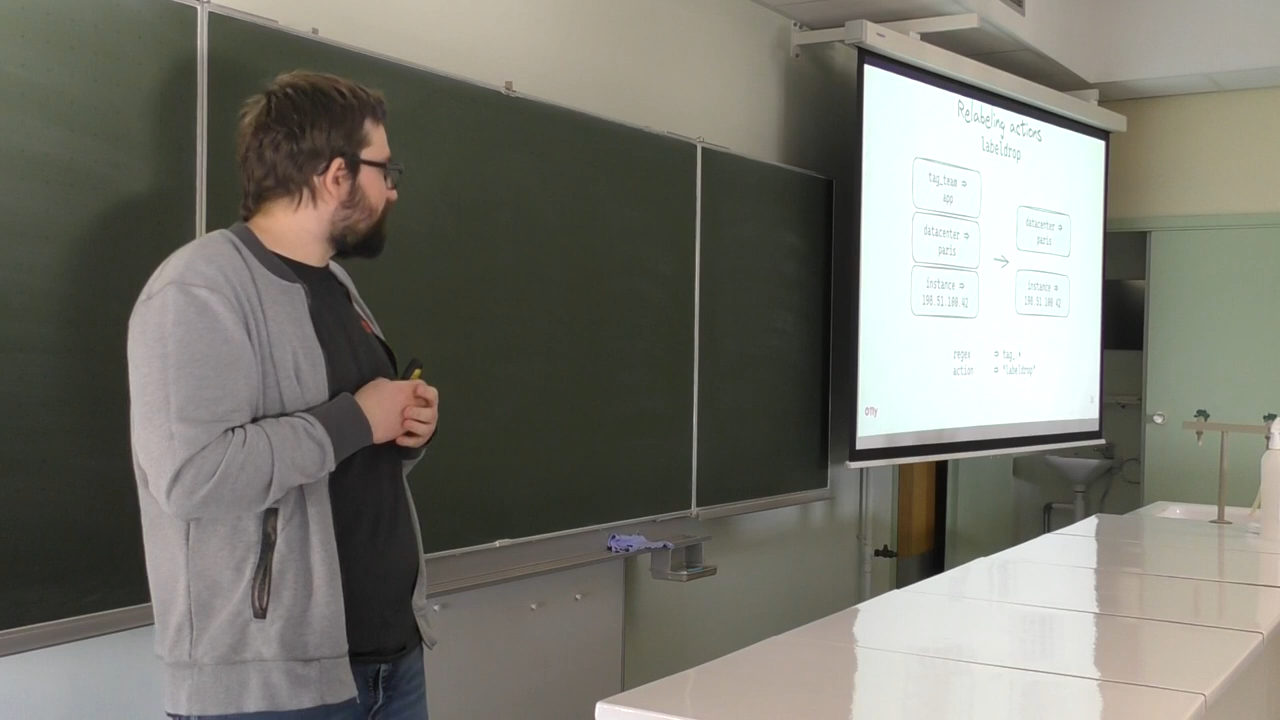 Relabeling actions
labeldrop
tag_team ⇒
app
datacenter ⇒
paris
instance ⇒
198.51.100.42
→
datacenter ⇒
paris
instance ⇒
198.51.100.42
regex ⇒ tag_.*
action ⇒ "labeldrop"
o11y